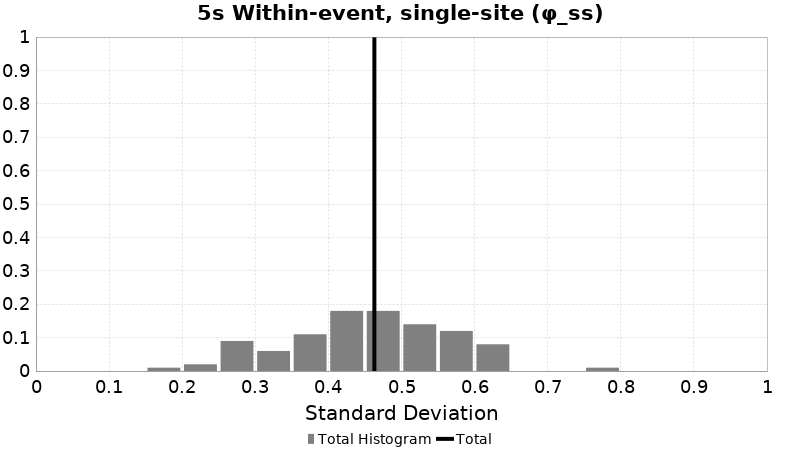 5s Within-event, single-site (φ_ss)
1
0.9
0.8
0.7
0.6
0.5
0.4
0.3
0.2
0.1
0
0 0.1 0.2 0.3 0.4 0.5 0.6 0.7 0.8 0.9 1
Standard Deviation
Total Histogram Total